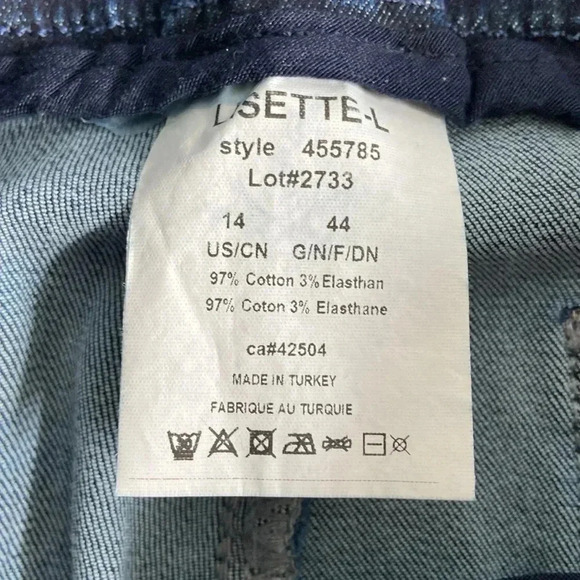 LISETTE-L
style 455785
Lot#2733
14 44
US/CN G/N/F/DN
97% Cotton 3% Elasthan
97% Coton 3% Elasthane
ca#42504
MADE IN TURKEY
FABRIQUE AU TURQUIE